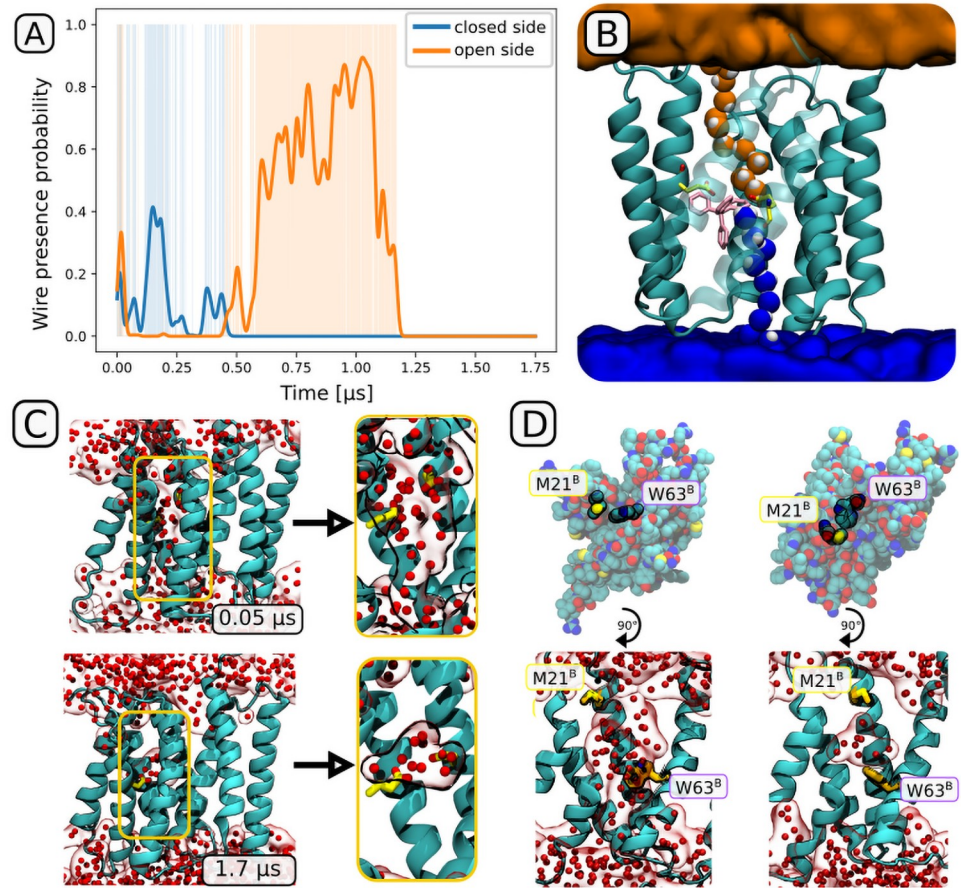 A
closed side
open side
Wire presence probability
1.0
0.8
0.6
0.4
0.2
0.0
0.00 0.25 0.50 0.75 1.00 1.25 1.50 1.75
Time [µs]
B
C
0.05 µs
1.7 µs
D
M21ᴮ
W63ᴮ
M21ᴮ
W63ᴮ
90°
90°
M21ᴮ
W63ᴮ
M21ᴮ
W63ᴮ